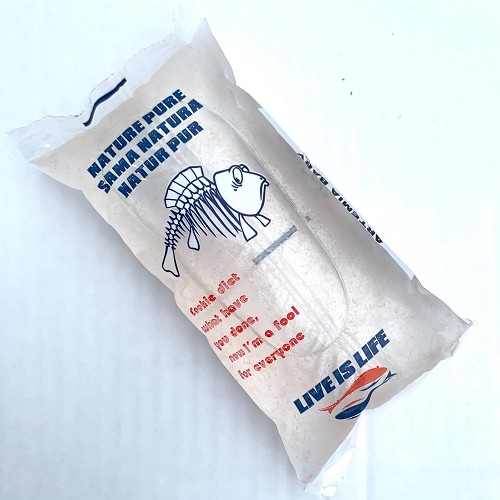 NATURE PURE
SAMA NATURA
NATUR PUR
Cookie diet
what have
you done,
now I'm a fool
for everyone
LIVE IS LIFE